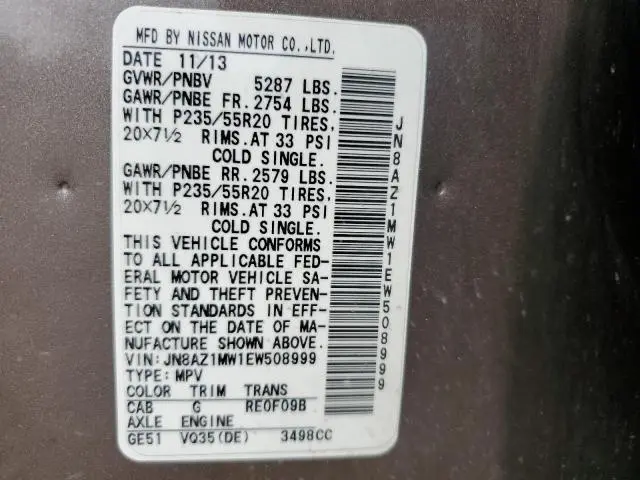 MFD BY NISSAN MOTOR CO.,LTD.
DATE 11/13
GVWR/PNBV 5287 LBS.
GAWR/PNBE FR. 2754 LBS.
WITH P235/55R20 TIRES,
20X7½ RIMS.AT 33 PSI
COLD SINGLE.
GAWR/PNBE RR. 2579 LBS.
WITH P235/55R20 TIRES,
20X7½ RIMS.AT 33 PSI
COLD SINGLE.
THIS VEHICLE CONFORMS
TO ALL APPLICABLE FED-
ERAL MOTOR VEHICLE SA-
FETY AND THEFT PREVEN-
TION STANDARDS IN EFF-
ECT ON THE DATE OF MA-
NUFACTURE SHOWN ABOVE.
VIN: JN8AZ1MW1EW508999
TYPE: MPV
COLOR TRIM TRANS
CAB G RE0F09B
AXLE ENGINE
GE51 VQ35(DE) 3498CC
JN8AZ1MW1EW508999